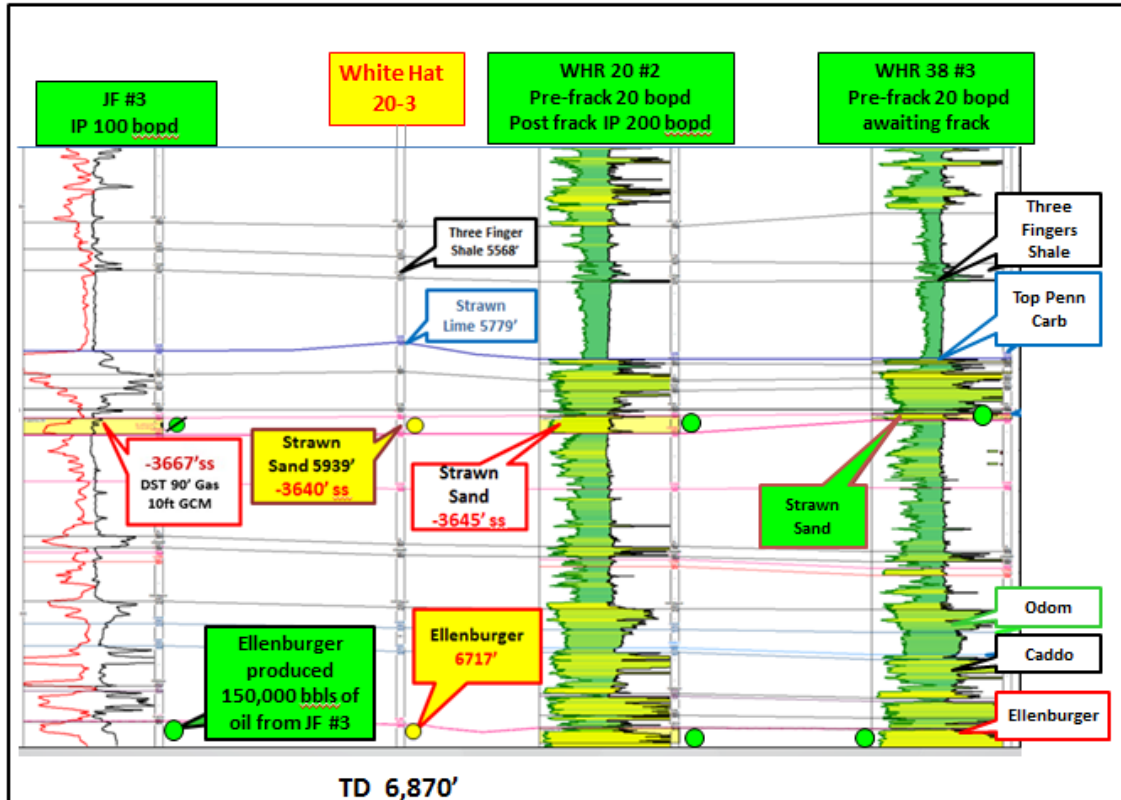 JF #3
IP 100 bopd
White Hat
20-3
WHR 20 #2
Pre-frack 20 bopd
Post frack IP 200 bopd
WHR 38 #3
Pre-frack 20 bopd
awaiting frack
Three Finger
Shale 5568’
Three
Fingers
Shale
Strawn
Lime 5779’
Top Penn
Carb
-3667’ss
DST 90’ Gas
10ft GCM
Strawn
Sand 5939’
-3640’ ss
Strawn
Sand
-3645’ ss
Strawn
Sand
Ellenburger
produced
150,000 bbls of
oil from JF #3
Ellenburger
6717’
Odom
Caddo
Ellenburger
TD 6,870’